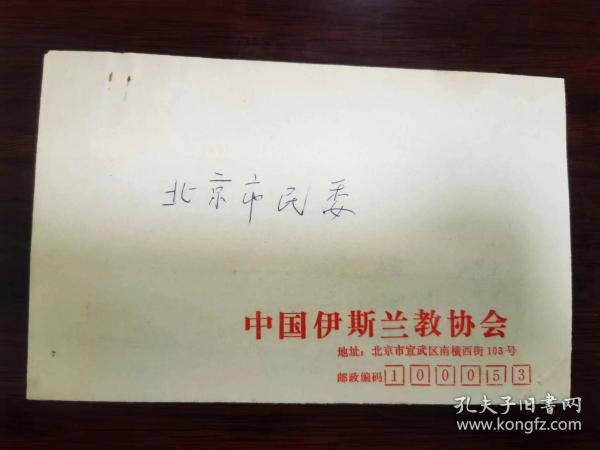 北京市民委
中国伊斯兰教协会
地址：北京市宣武区南横西街103号
邮政编码100053
孔夫子旧书网
www.kongfz.com